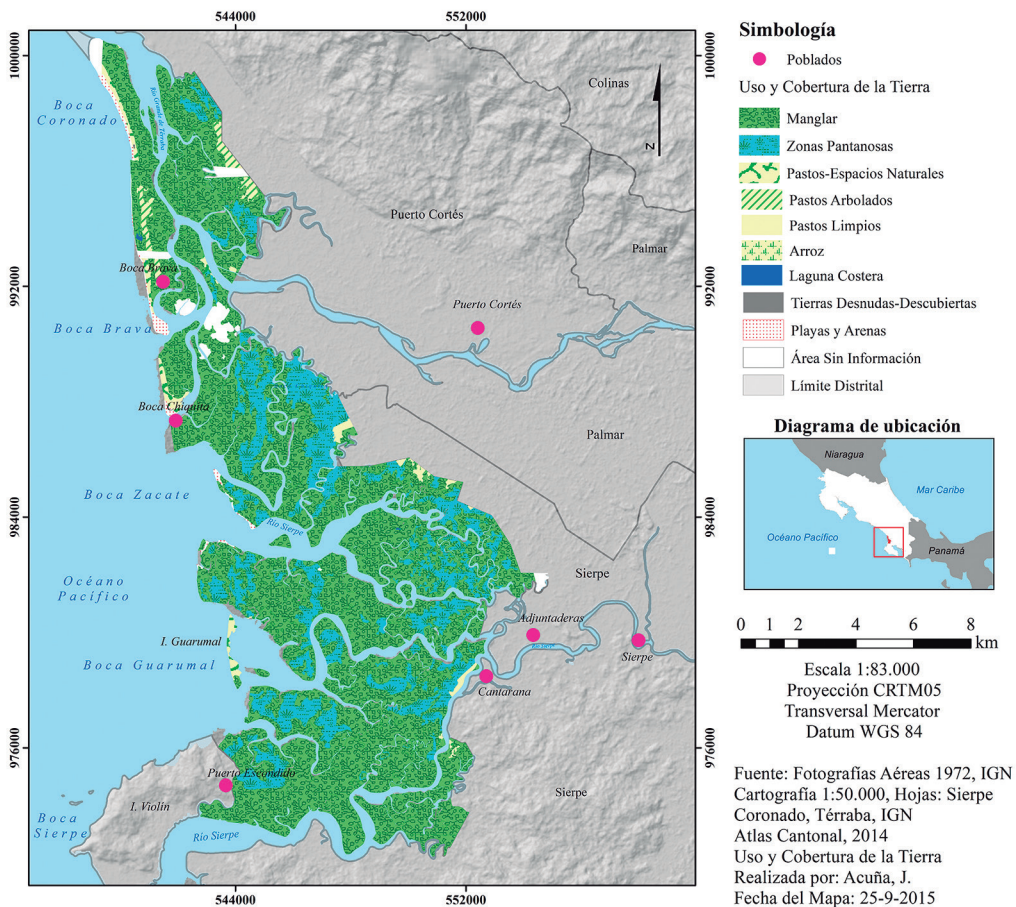 544000
552000
1000000
1000000
Colinas
Boca
Coronado
Río Grande de Térraba
Puerto Cortés
Palmar
992000
992000
Boca Brava
Puerto Cortés
Boca Brava
Boca Chiquita
Palmar
Boca Zacate
984000
984000
Río Sierpe
Océano
Pacífico
Sierpe
Adjuntaderas
I. Guarumal
Río Sierpe
Sierpe
Boca Guarumal
Cantarana
976000
976000
Puerto Escondido
Sierpe
I. Violín
Boca
Sierpe
Río Sierpe
544000
552000
N
Simbología
Poblados
Uso y Cobertura de la Tierra
Manglar
Zonas Pantanosas
Pastos-Espacios Naturales
Pastos Arbolados
Pastos Limpios
Arroz
Laguna Costera
Tierras Desnudas-Descubiertas
Playas y Arenas
Área Sin Información
Límite Distrital
Diagrama de ubicación
Niaragua
Mar Caribe
Océano Pacífico
Panamá
0 1 2 4 6 8
km
Escala 1:83.000
Proyección CRTM05
Transversal Mercator
Datum WGS 84
Fuente: Fotografías Aéreas 1972, IGN
Cartografía 1:50.000, Hojas: Sierpe
Coronado, Térraba, IGN
Atlas Cantonal, 2014
Uso y Cobertura de la Tierra
Realizada por: Acuña, J.
Fecha del Mapa: 25-9-2015